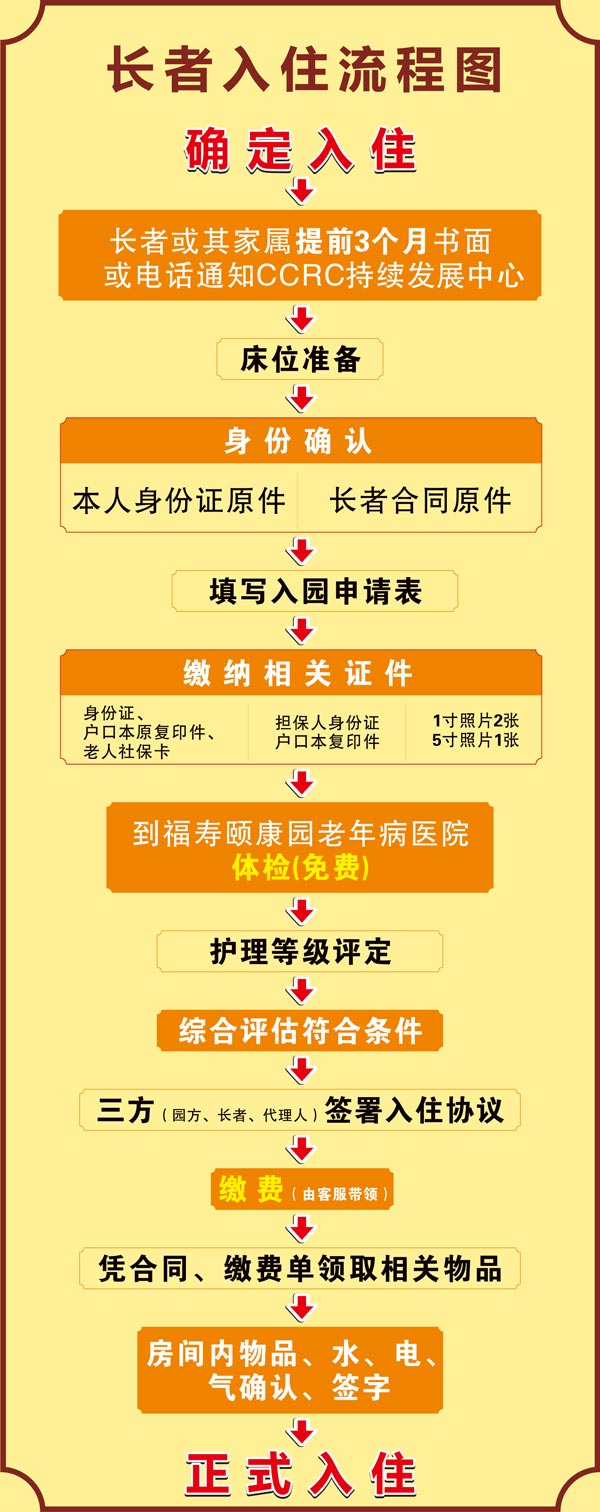 长者入住流程图
确定入住
长者或其家属提前3个月书面
或电话通知CCRC持续发展中心
床位准备
身份确认
本人身份证原件
长者合同原件
填写入园申请表
缴纳相关证件
身份证、
户口本原复印件、
老人社保卡
担保人身份证
户口本复印件
1寸照片2张
5寸照片1张
到福寿颐康园老年病医院
体检(免费)
护理等级评定
综合评估符合条件
三方（园方、长者、代理人）签署入住协议
缴费（由客服带领）
凭合同、缴费单领取相关物品
房间内物品、水、电、
气确认、签字
正式入住